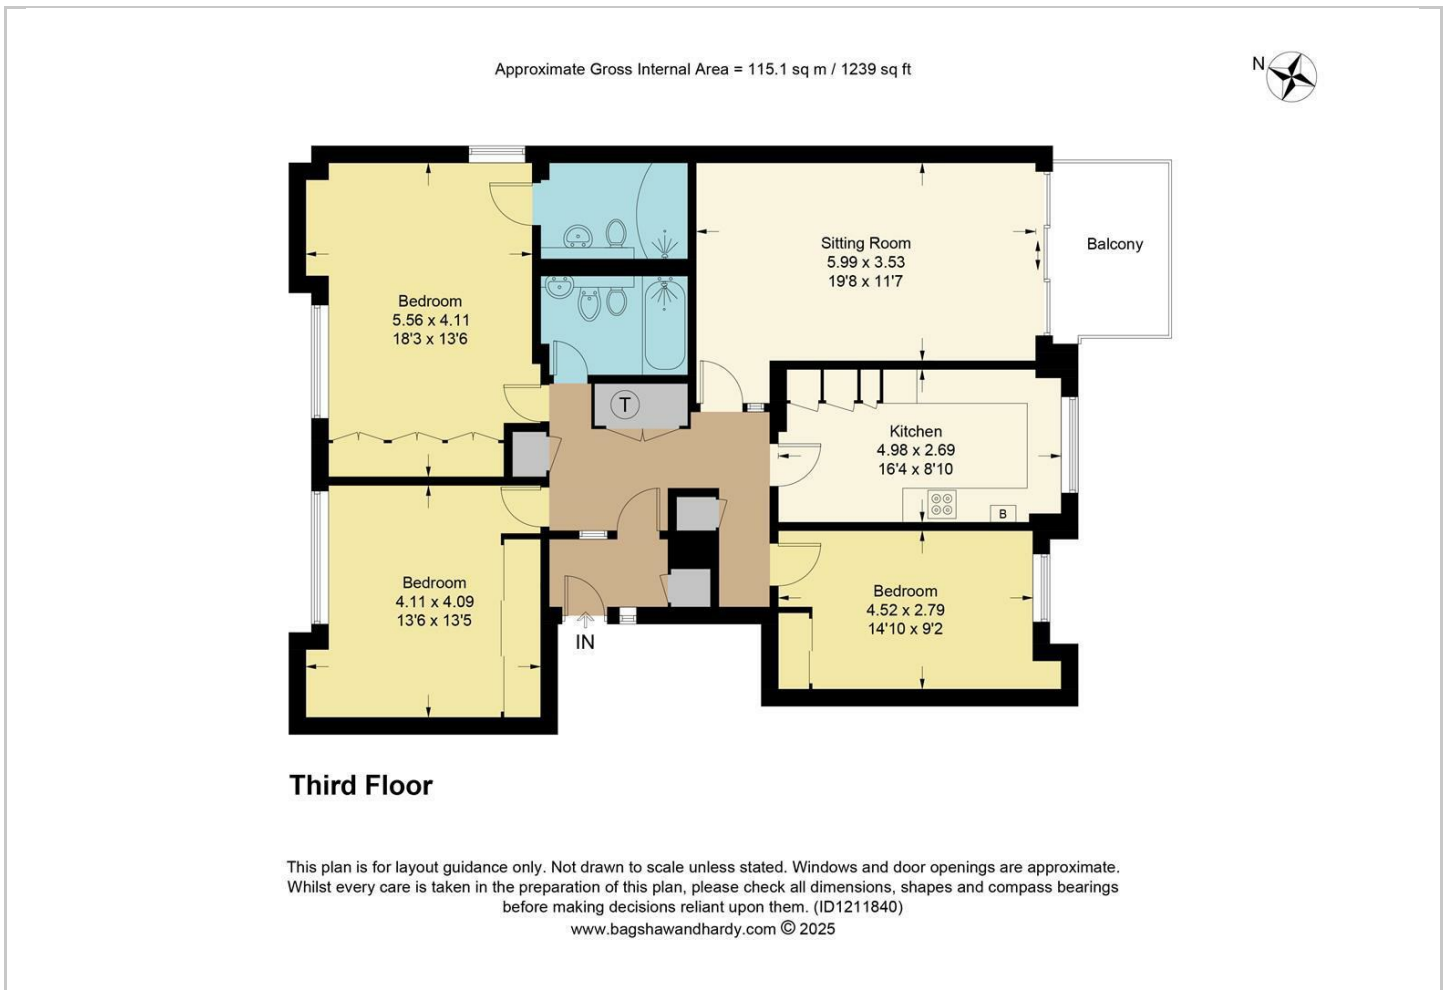 Approximate Gross Internal Area = 115.1 sq m / 1239 sq ft
N
Sitting Room
5.99 x 3.53
19'8 x 11'7
Balcony
Bedroom
5.56 x 4.11
18'3 x 13'6
T
Kitchen
4.98 x 2.69
16'4 x 8'10
B
Bedroom
4.11 x 4.09
13'6 x 13'5
Bedroom
4.52 x 2.79
14'10 x 9'2
IN
Third Floor
This plan is for layout guidance only. Not drawn to scale unless stated. Windows and door openings are approximate.
Whilst every care is taken in the preparation of this plan, please check all dimensions, shapes and compass bearings
before making decisions reliant upon them. (ID1211840)
www.bagshawandhardy.com © 2025